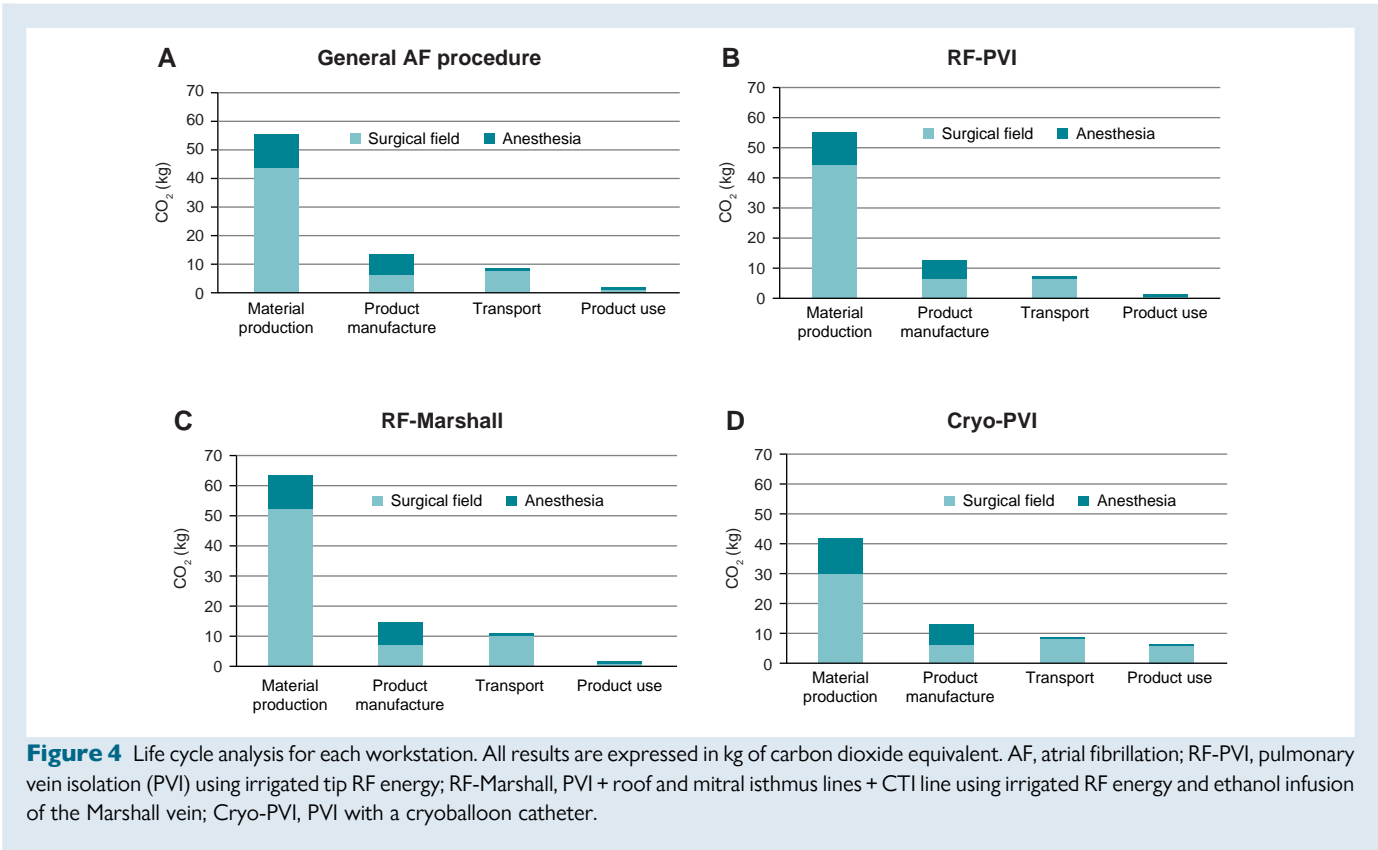 A General AF procedure
70
60
50
40
30
20
10
0
CO₂ (kg)
Surgical field Anesthesia
Material production
Product manufacture
Transport
Product use
B RF-PVI
70
60
50
40
30
20
10
0
CO₂ (kg)
Surgical field Anesthesia
Material production
Product manufacture
Transport
Product use
C RF-Marshall
70
60
50
40
30
20
10
0
CO₂ (kg)
Surgical field Anesthesia
Material production
Product manufacture
Transport
Product use
D Cryo-PVI
70
60
50
40
30
20
10
0
CO₂ (kg)
Surgical field Anesthesia
Material production
Product manufacture
Transport
Product use
Figure 4 Life cycle analysis for each workstation. All results are expressed in kg of carbon dioxide equivalent. AF, atrial fibrillation; RF-PVI, pulmonary
vein isolation (PVI) using irrigated tip RF energy; RF-Marshall, PVI + roof and mitral isthmus lines + CTI line using irrigated RF energy and ethanol infusion
of the Marshall vein; Cryo-PVI, PVI with a cryoballoon catheter.